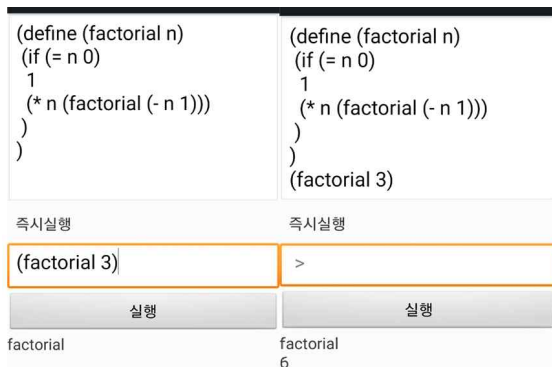 (define (factorial n)
(if (= n 0)
1
(* n (factorial (- n 1)))
)
)
즉시실행
(factorial 3)
실행
factorial
(define (factorial n)
(if (= n 0)
1
(* n (factorial (- n 1)))
)
)
(factorial 3)
즉시실행
>
실행
factorial
6